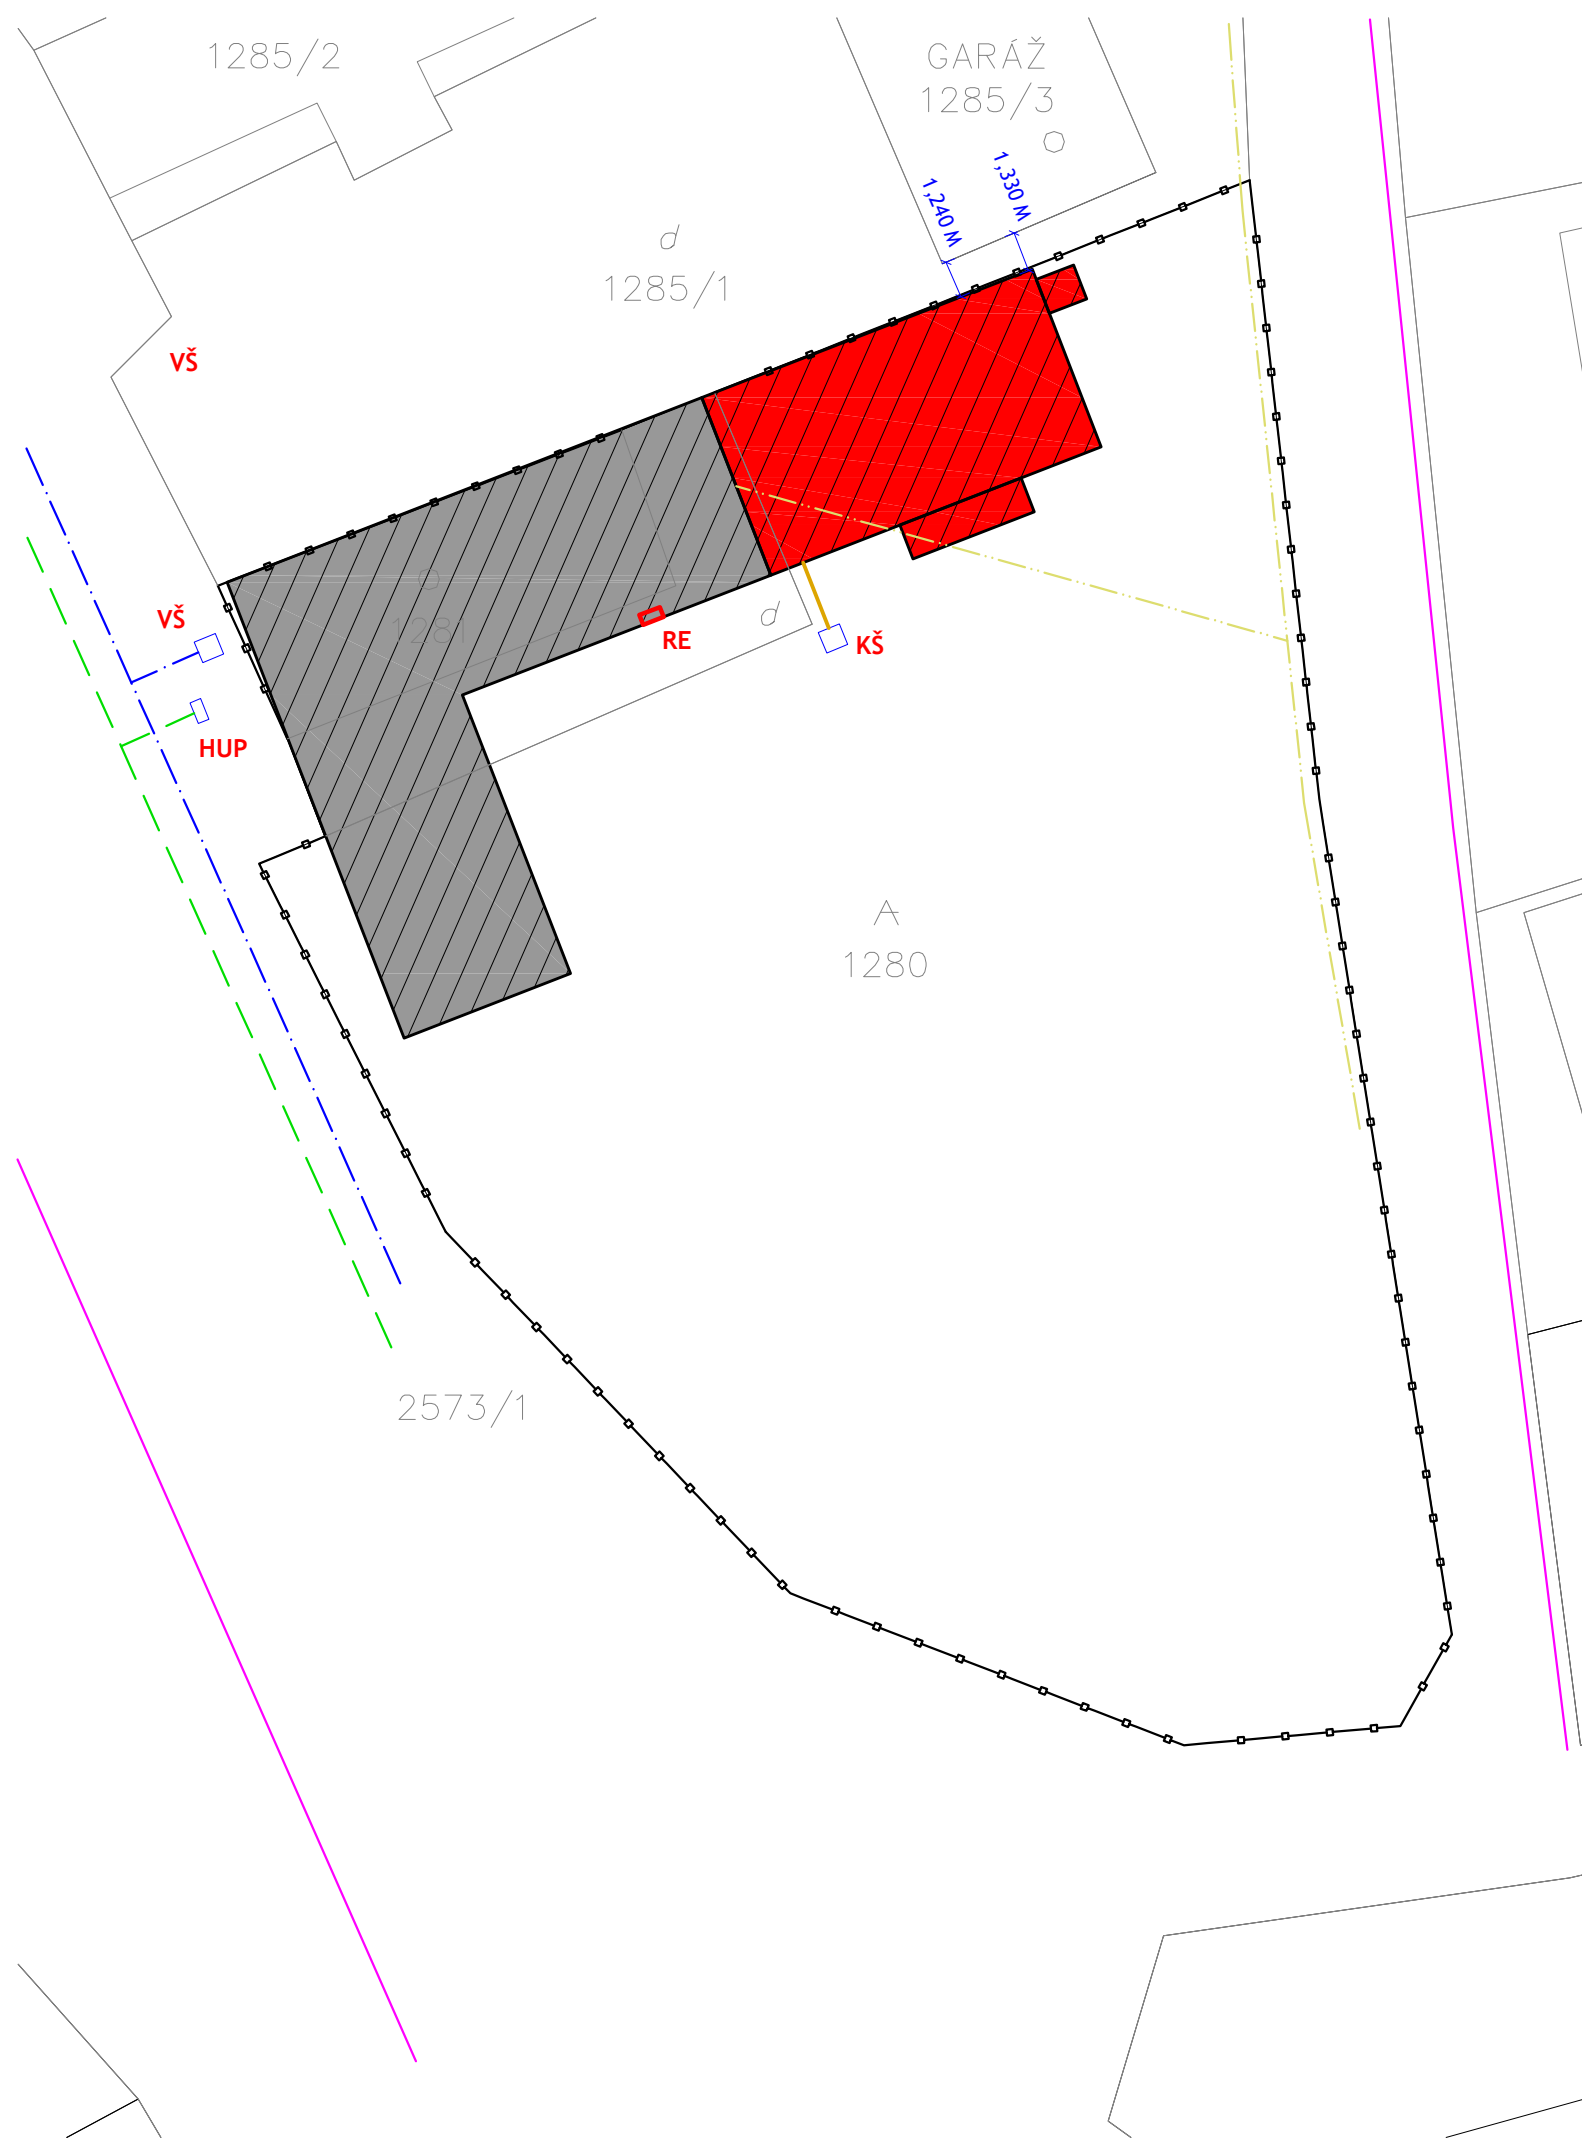 1285/2
GARÁŽ
1285/3
1,330 M
1,240 M
d
1285/1
VŠ
VŠ
1281
d
RE
KŠ
HUP
A
1280
2573/1